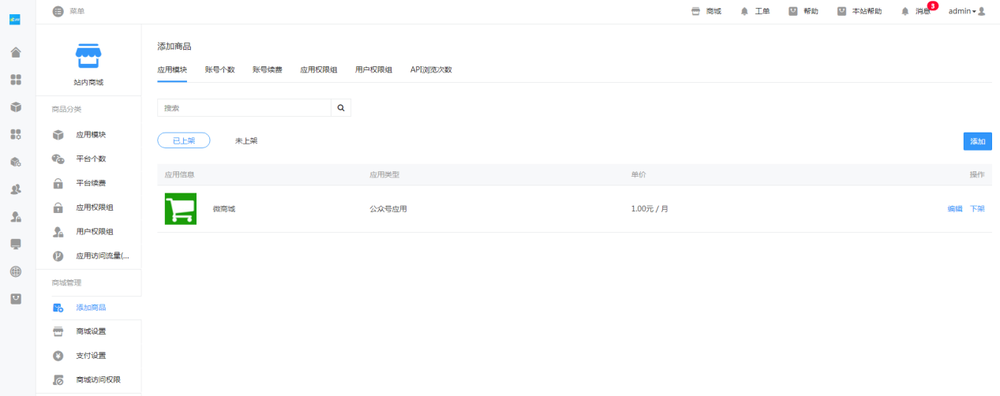 菜单
商城
工单
帮助
本站帮助
消息
3
admin
站内商城
商品分类
应用模块
平台个数
平台续费
应用权限组
用户权限组
应用访问流量(...
商城管理
添加商品
商城设置
支付设置
商城访问权限
添加商品
应用模块 账号个数 账号续费 应用权限组 用户权限组 API浏览次数
搜索
已上架 未上架 添加
应用信息 应用类型 单价 操作
微商城 公众号应用 1.00元 / 月 编辑 下架